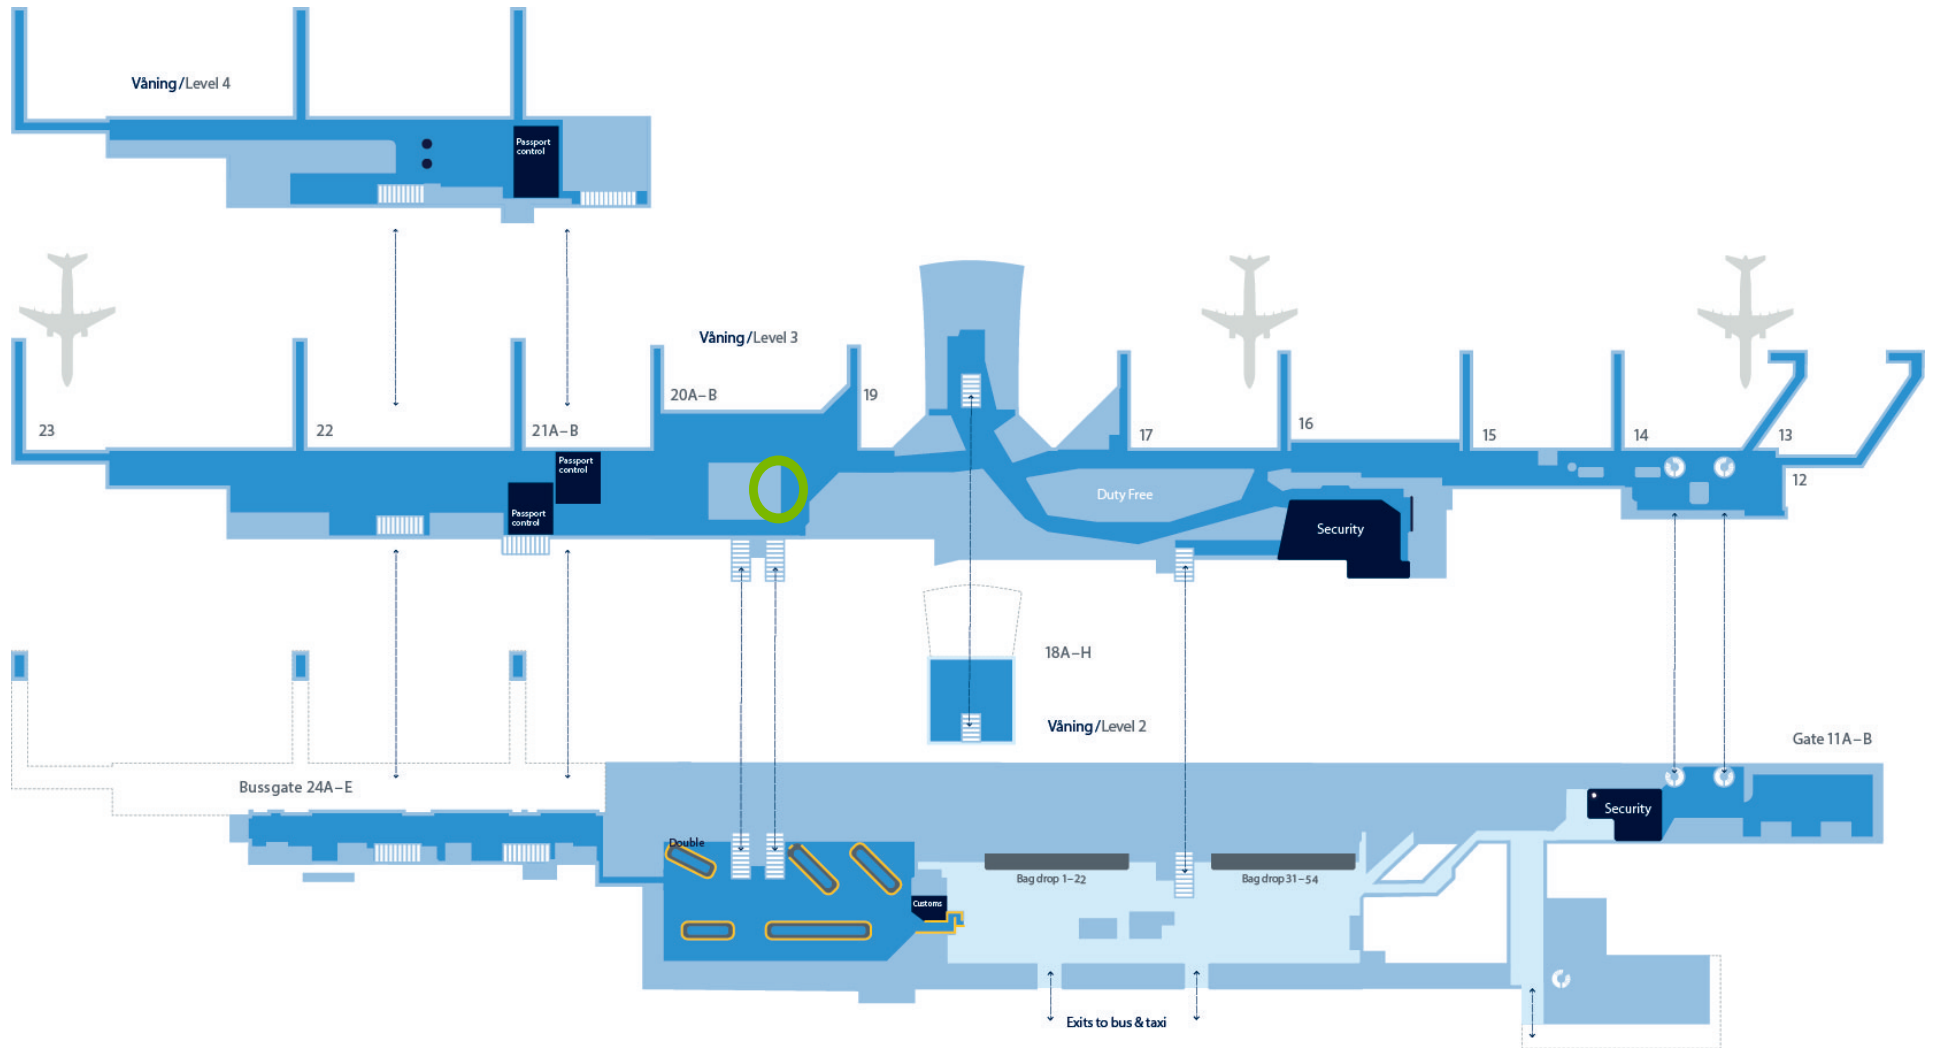 Våning/Level 4
Passport
control
Våning/Level 3
20A–B
19
23
22
21A–B
17
16
15
14
13
12
Passport
control
Passport
control
Duty Free
Security
18A–H
Våning/Level 2
Gate 11A–B
Bussgate 24A–E
Security
Double
Bag drop 1–22
Bag drop 31–54
Customs
Exits to bus & taxi